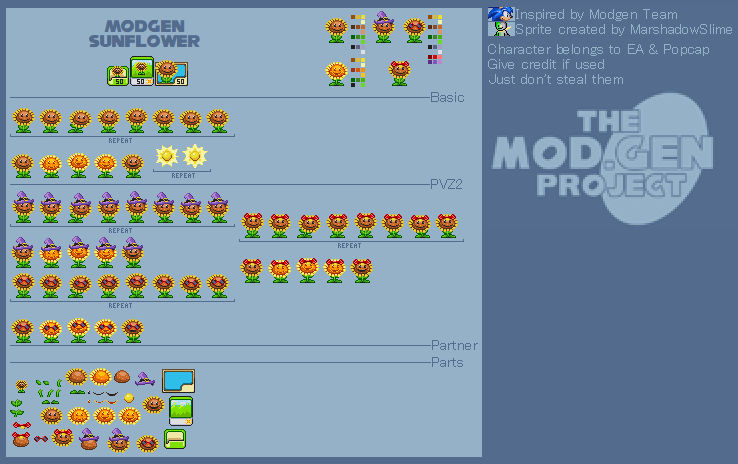 MODGEN
SUNFLOWER
50
50
50
Inspired by Modgen Team
Sprite created by MarshadowSlime
Character belongs to EA & Popcap
Give credit if used
Just don't steal them
THE
MOD.GEN
PROJECT
Basic
REPEAT
REPEAT
PVZ2
REPEAT
REPEAT
REPEAT
Partner
Parts